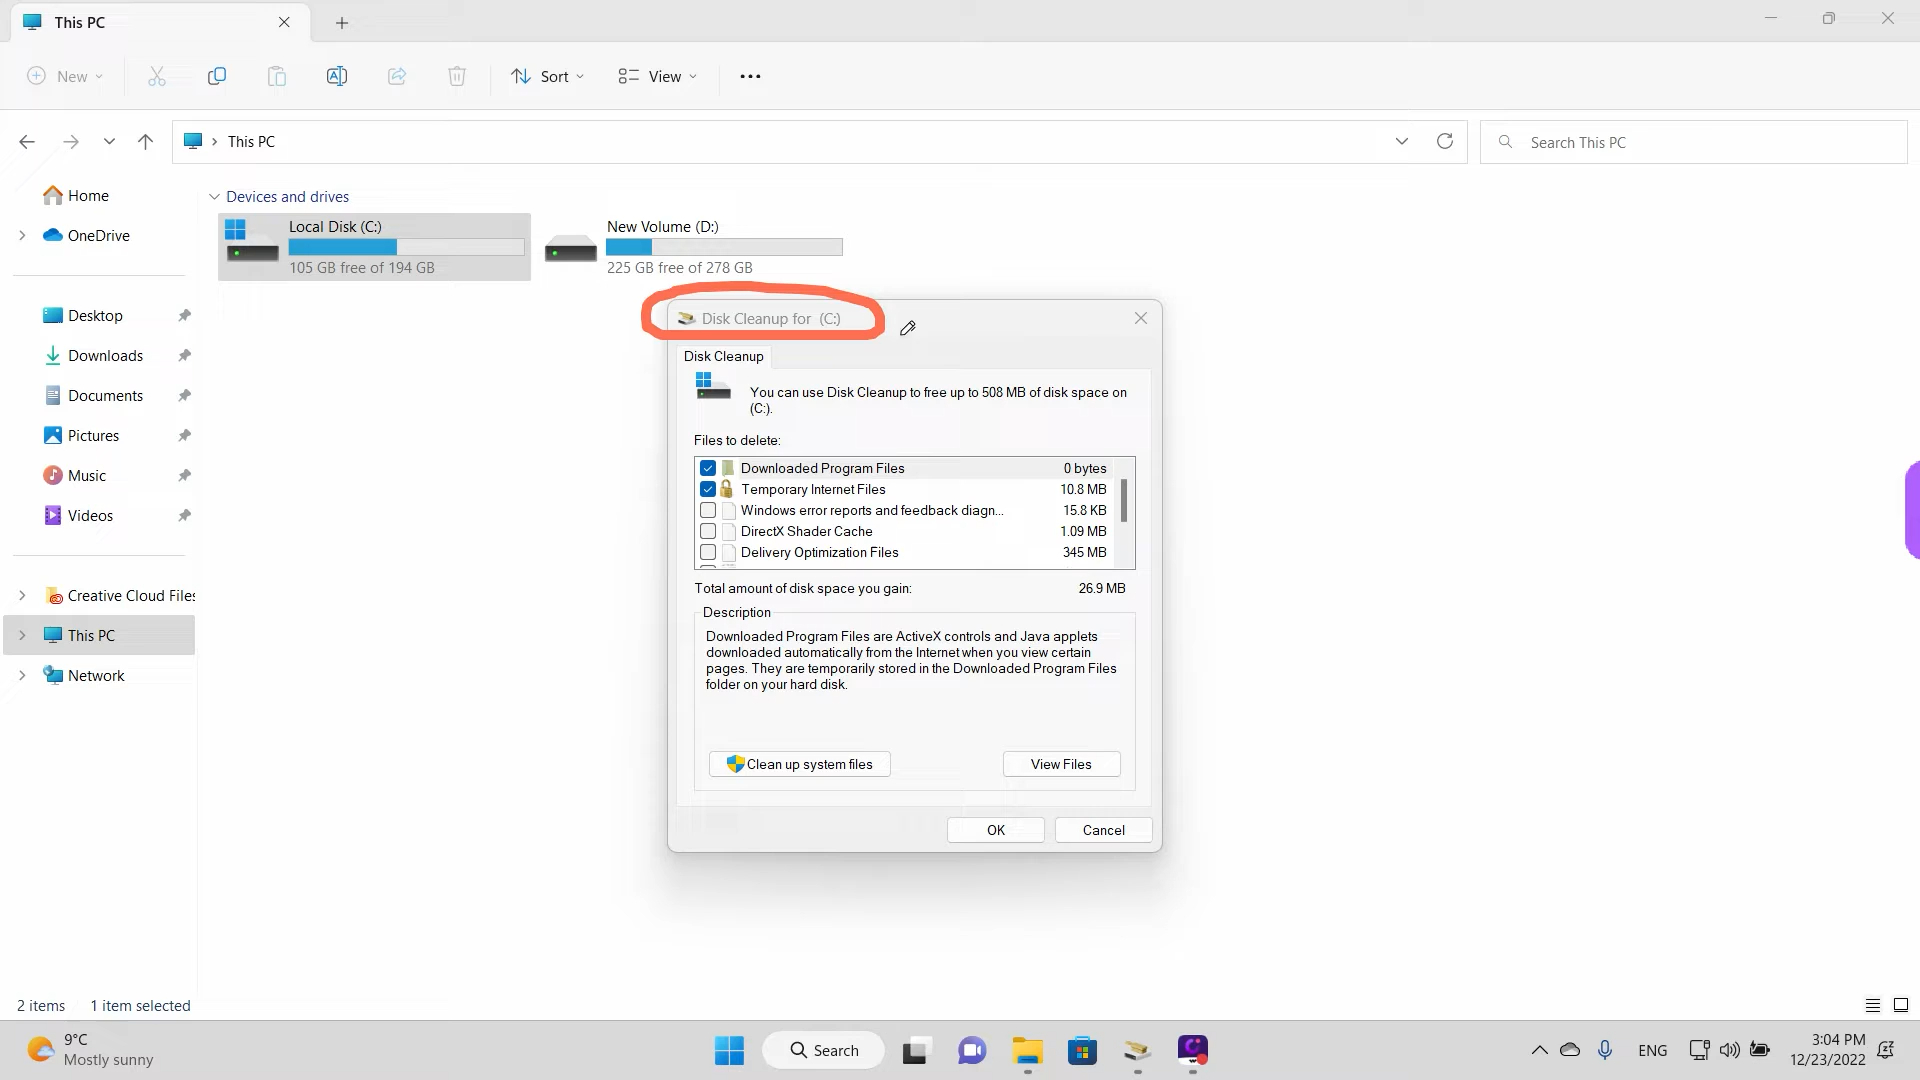 This PC
New
Sort
View
This PC
Search This PC
Home
OneDrive
Desktop
Downloads
Documents
Pictures
Music
Videos
Creative Cloud Files
This PC
Network
Devices and drives
Local Disk (C:)
105 GB free of 194 GB
New Volume (D:)
225 GB free of 278 GB
Disk Cleanup for (C:)
Disk Cleanup
You can use Disk Cleanup to free up to 508 MB of disk space on
(C:).
Files to delete:
Downloaded Program Files 0 bytes
Temporary Internet Files 10.8 MB
Windows error reports and feedback diagn... 15.8 KB
DirectX Shader Cache 1.09 MB
Delivery Optimization Files 345 MB
Total amount of disk space you gain: 26.9 MB
Description
Downloaded Program Files are ActiveX controls and Java applets
downloaded automatically from the Internet when you view certain
pages. They are temporarily stored in the Downloaded Program Files
folder on your hard disk.
Clean up system files
View Files
OK
Cancel
2 items 1 item selected
9°C
Mostly sunny
Search
ENG
3:04 PM
12/23/2022